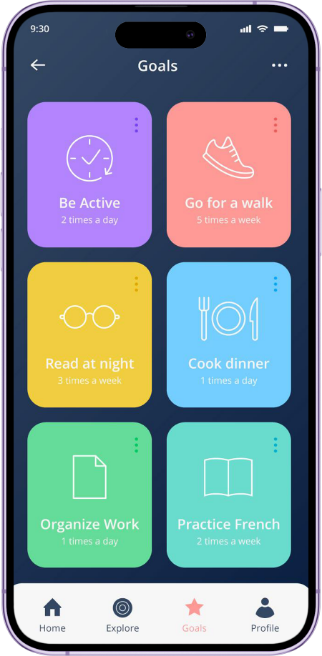 9:30
Goals
Be Active
2 times a day
Go for a walk
5 times a week
Read at night
3 times a week
Cook dinner
1 times a day
Organize Work
1 times a day
Practice French
2 times a week
Home
Explore
Goals
Profile